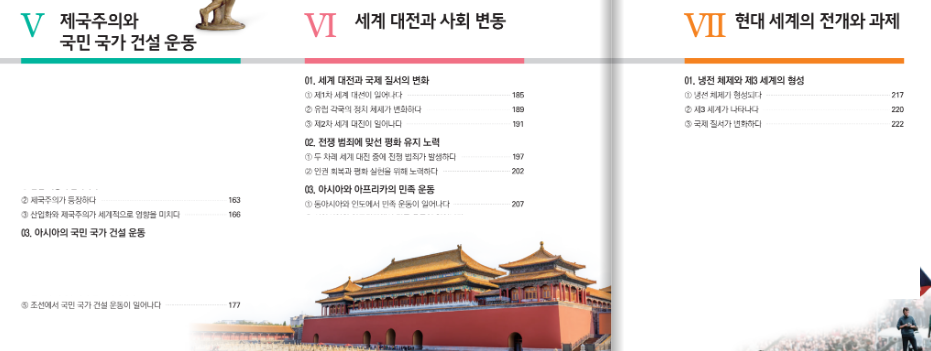 V 제국주의와
국민 국가 건설 운동
② 제국주의가 등장하다 163
③ 산업화와 제국주의가 세계적으로 영향을 미치다 166
03. 아시아의 국민 국가 건설 운동
⑤ 조선에서 국민 국가 건설 운동이 일어나다 177
VI 세계 대전과 사회 변동
01. 세계 대전과 국제 질서의 변화
① 제1차 세계 대전이 일어나다 185
② 유럽 각국의 정치 체제가 변화하다 189
③ 제2차 세계 대전이 일어나다 191
02. 전쟁 범죄에 맞선 평화 유지 노력
① 두 차례 세계 대전 중에 전쟁 범죄가 발생하다 197
② 인권 회복과 평화 실현을 위해 노력하다 202
03. 아시아와 아프리카의 민족 운동
① 동아시아와 인도에서 민족 운동이 일어나다 207
VII 현대 세계의 전개와 과제
01. 냉전 체제와 제3 세계의 형성
① 냉전 체제가 형성되다 217
② 제3 세계가 나타나다 220
③ 국제 질서가 변화하다 222